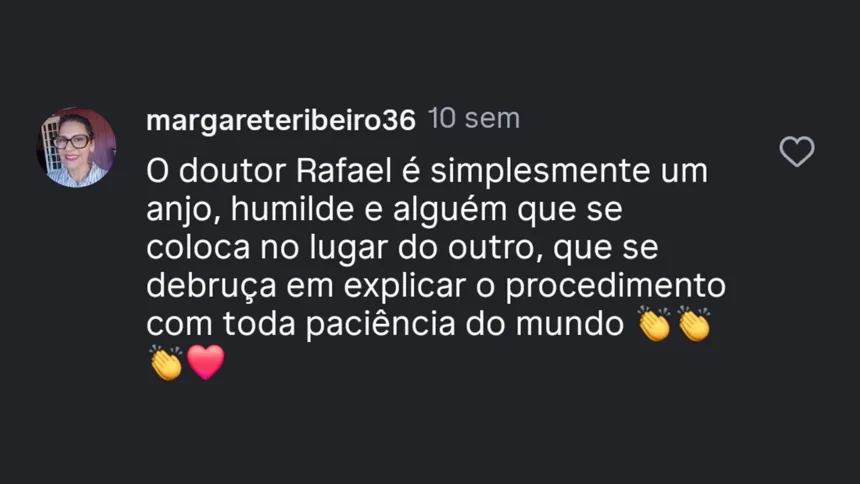 margareteribeiro36 10 sem
O doutor Rafael é simplesmente um
anjo, humilde e alguém que se
coloca no lugar do outro, que se
debruça em explicar o procedimento
com toda paciência do mundo 👏👏
👏❤️